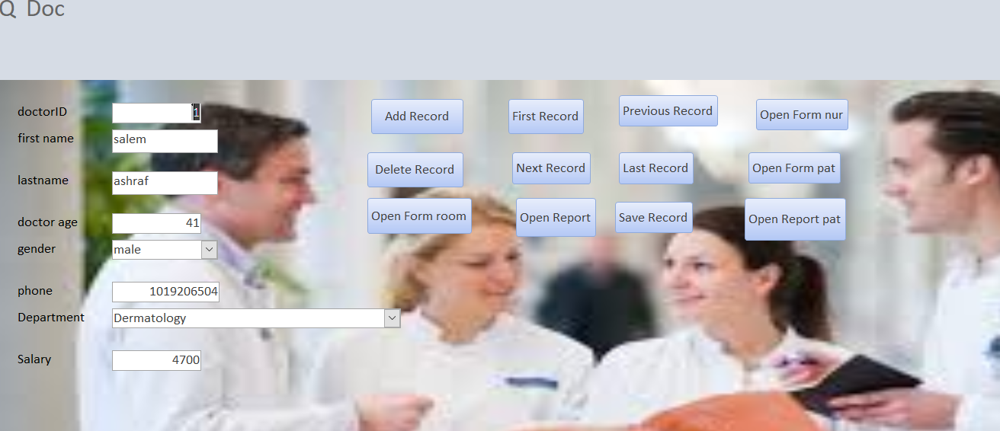 Q Doc
doctorID 1
first name salem
lastname ashraf
doctor age 41
gender male
phone 1019206504
Department Dermatology
Salary 4700
Add Record First Record Previous Record Open Form nur
Delete Record Next Record Last Record Open Form pat
Open Form room Open Report Save Record Open Report pat